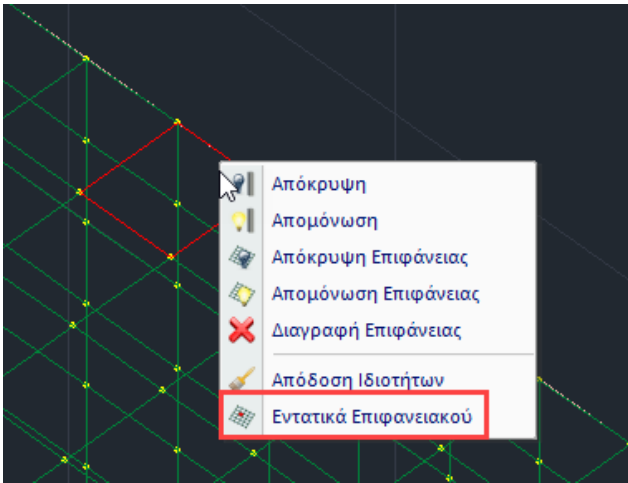 Απόκρυψη
Απομόνωση
Απόκρυψη Επιφάνειας
Απομόνωση Επιφάνειας
Διαγραφή Επιφάνειας
Απόδοση Ιδιοτήτων
Εντατικά Επιφανειακού